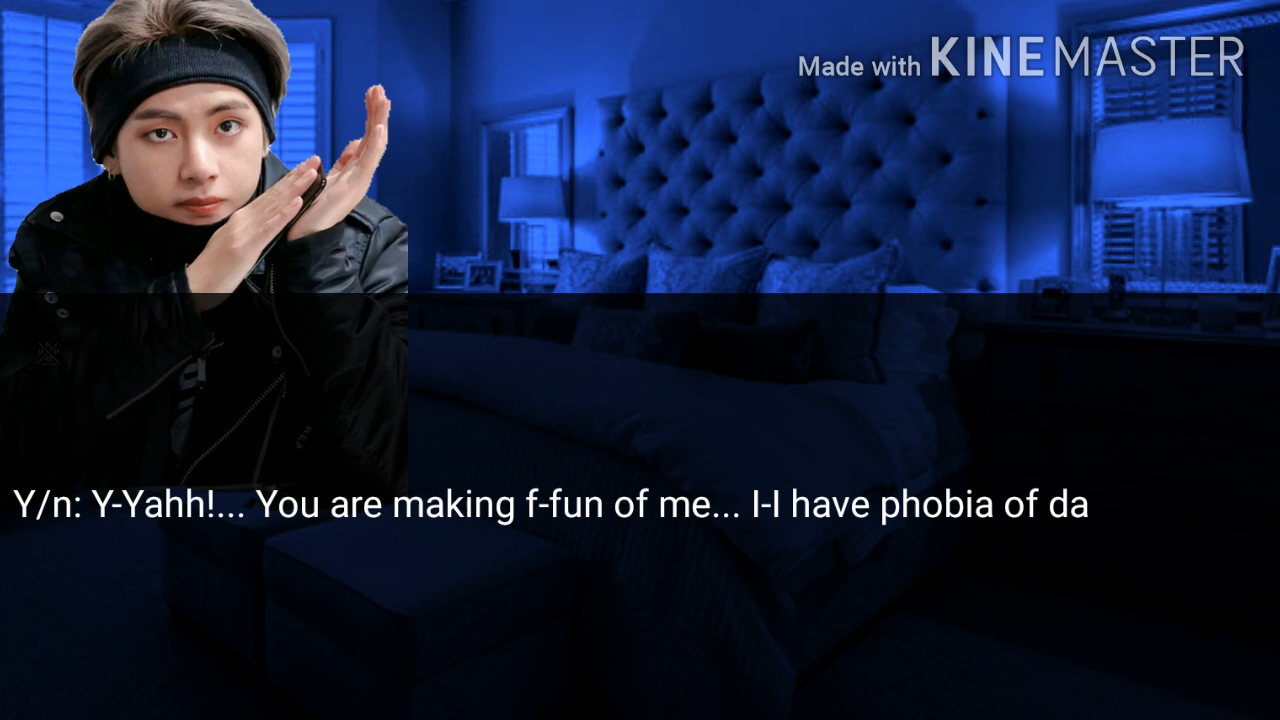 Made with KINEMASTER
Y/n: Y-Yahh!... You are making f-fun of me... I-I have phobia of da